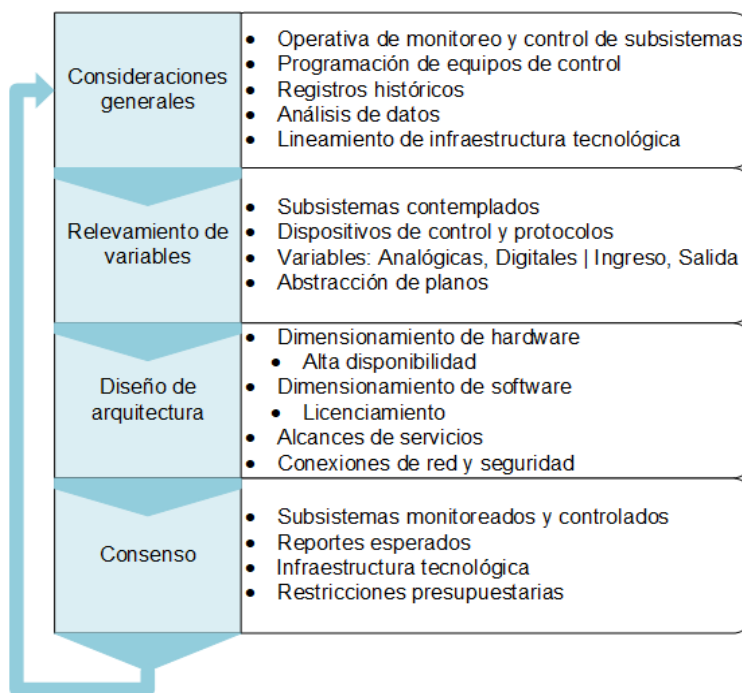 Consideraciones
generales
• Operativa de monitoreo y control de subsistemas
• Programación de equipos de control
• Registros históricos
• Análisis de datos
• Lineamiento de infraestructura tecnológica
Relevamiento de
variables
• Subsistemas contemplados
• Dispositivos de control y protocolos
• Variables: Analógicas, Digitales | Ingreso, Salida
• Abstracción de planos
Diseño de
arquitectura
• Dimensionamiento de hardware
• Alta disponibilidad
• Dimensionamiento de software
• Licenciamiento
• Alcances de servicios
• Conexiones de red y seguridad
Consenso
• Subsistemas monitoreados y controlados
• Reportes esperados
• Infraestructura tecnológica
• Restricciones presupuestarias